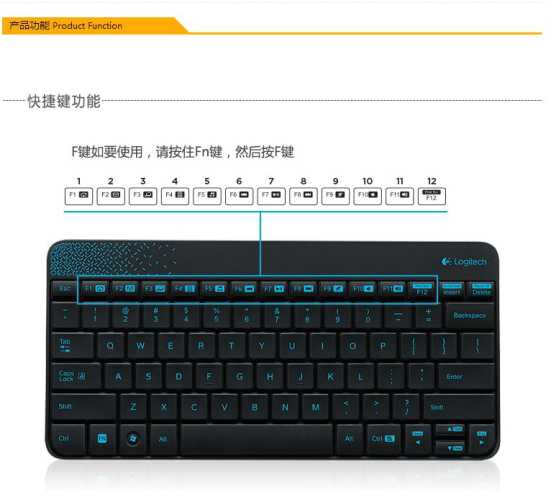 产品功能 Product Function
快捷键功能
F键如要使用，请按住Fn键，然后按F键
1 2 3 4 5 6 7 8 9 10 11 12
F1 F2 F3 F4 F5 F6 F7 F8 F9 F10 F11 F12
Logitech
Esc F1 F2 F3 F4 F5 F6 F7 F8 F9 F10 F11 F12 Insert Delete
! @ # $ % ^ & * ( ) — +
1 2 3 4 5 6 7 8 9 0 - = Backspace
Tab Q W E R T Y U I O P [ ] \
Caps Lock A S D F G H J K L ; ' Enter
Shift Z X C V B N M < > ? / Shift
Ctrl Alt Alt Ctrl